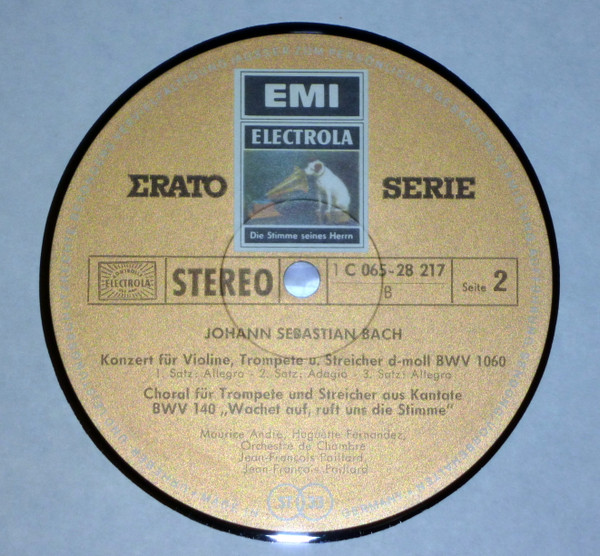 EMI
ELECTROLA
ΣRATO SERIE
Die Stimme seines Herrn
ELECTROLA
STEREO
1 C 065-28 217
B
Seite 2
JOHANN SEBASTIAN BACH
Konzert für Violine, Trompete u. Streicher d-moll BWV 1060
1. Satz: Allegro - 2. Satz: Adagio - 3. Satz: Allegro
Choral für Trompete und Streicher aus Kantate
BWV 140 „Wachet auf, ruft uns die Stimme“
Maurice André, Huguette Fernandez,
Orchestre de Chambre
Jean-François Paillard,
Jean François Paillard
ST 33